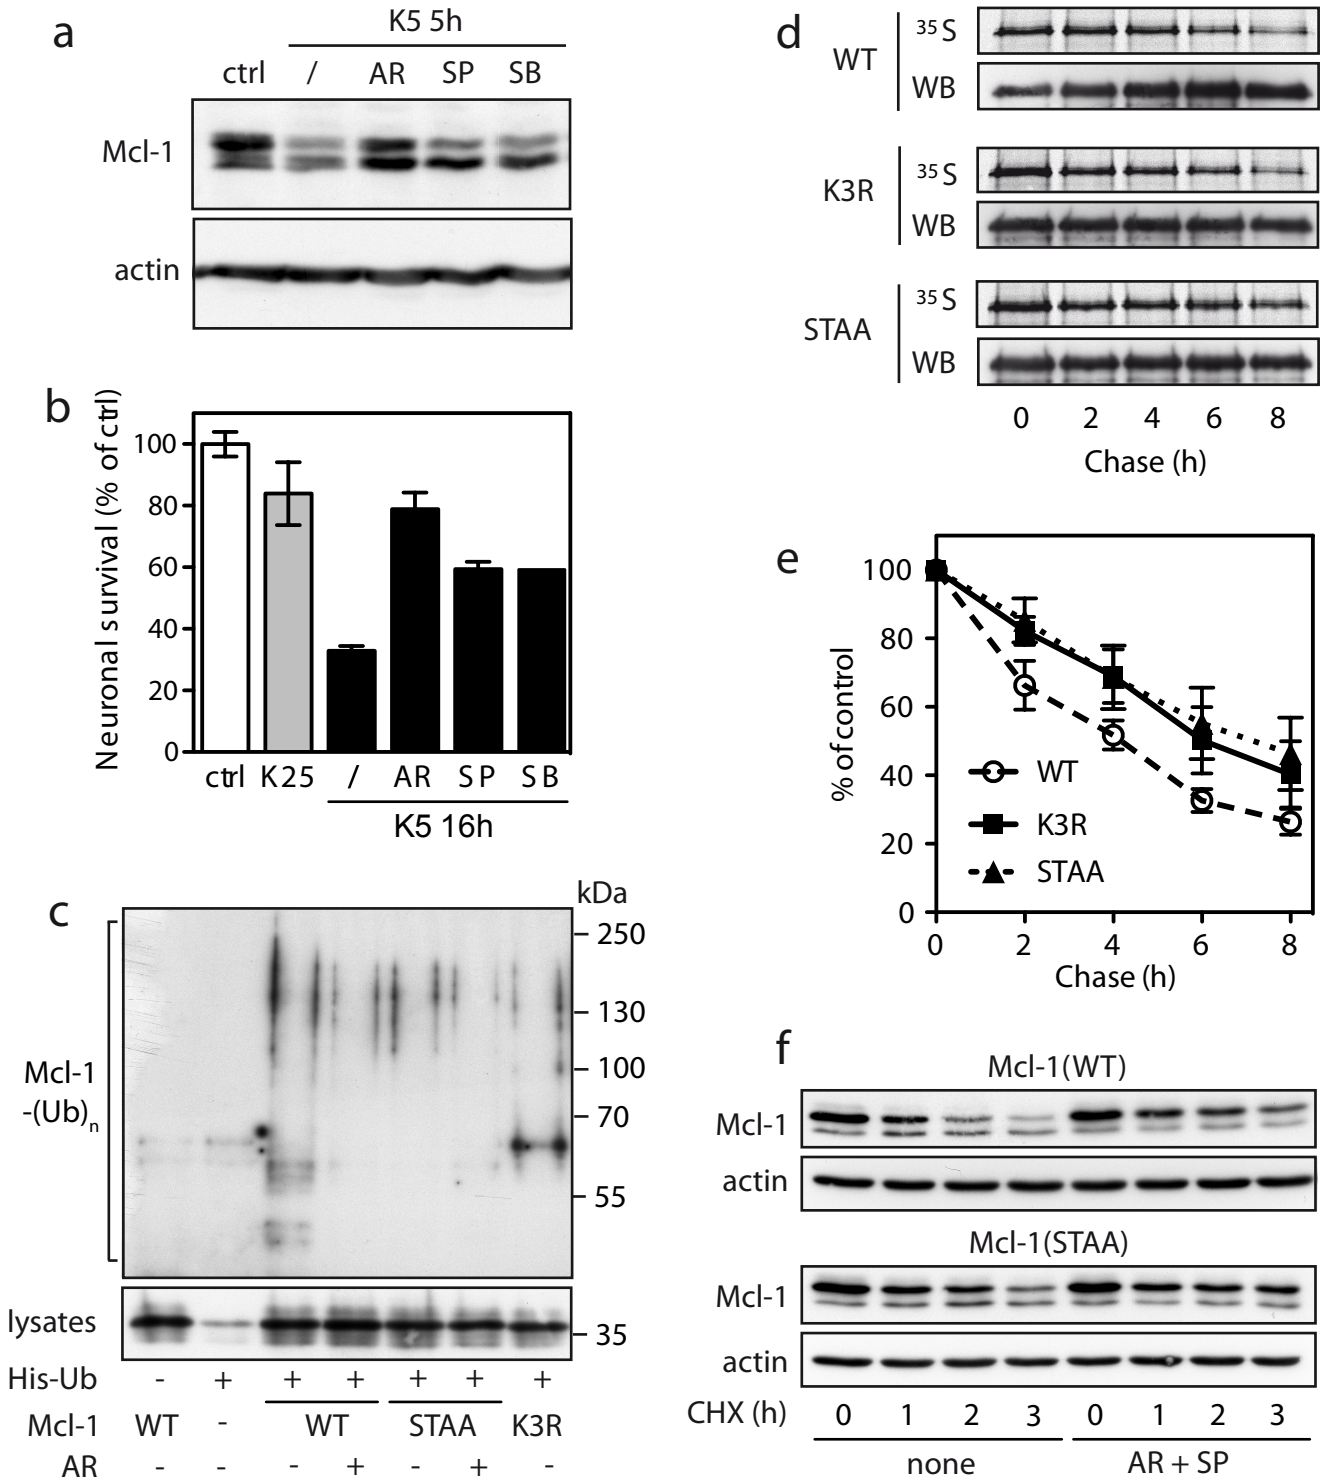 a
K5 5h
ctrl / AR SP SB
Mcl-1
actin
b
Neuronal survival (% of ctrl)
100
80
60
40
20
0
ctrl K25 / AR SP SB
K5 16h
c
kDa
250
130
100
70
55
35
Mcl-1
-(Ub)n
lysates
His-Ub - + + + + + +
Mcl-1 WT - WT STAA K3R
AR - - - + - + -
d
WT
35S
WB
K3R
35S
WB
STAA
35S
WB
0 2 4 6 8
Chase (h)
e
% of control
100
80
60
40
20
0
WT
K3R
STAA
0 2 4 6 8
Chase (h)
f
Mcl-1(WT)
Mcl-1
actin
Mcl-1(STAA)
Mcl-1
actin
CHX (h) 0 1 2 3 0 1 2 3
none AR + SP